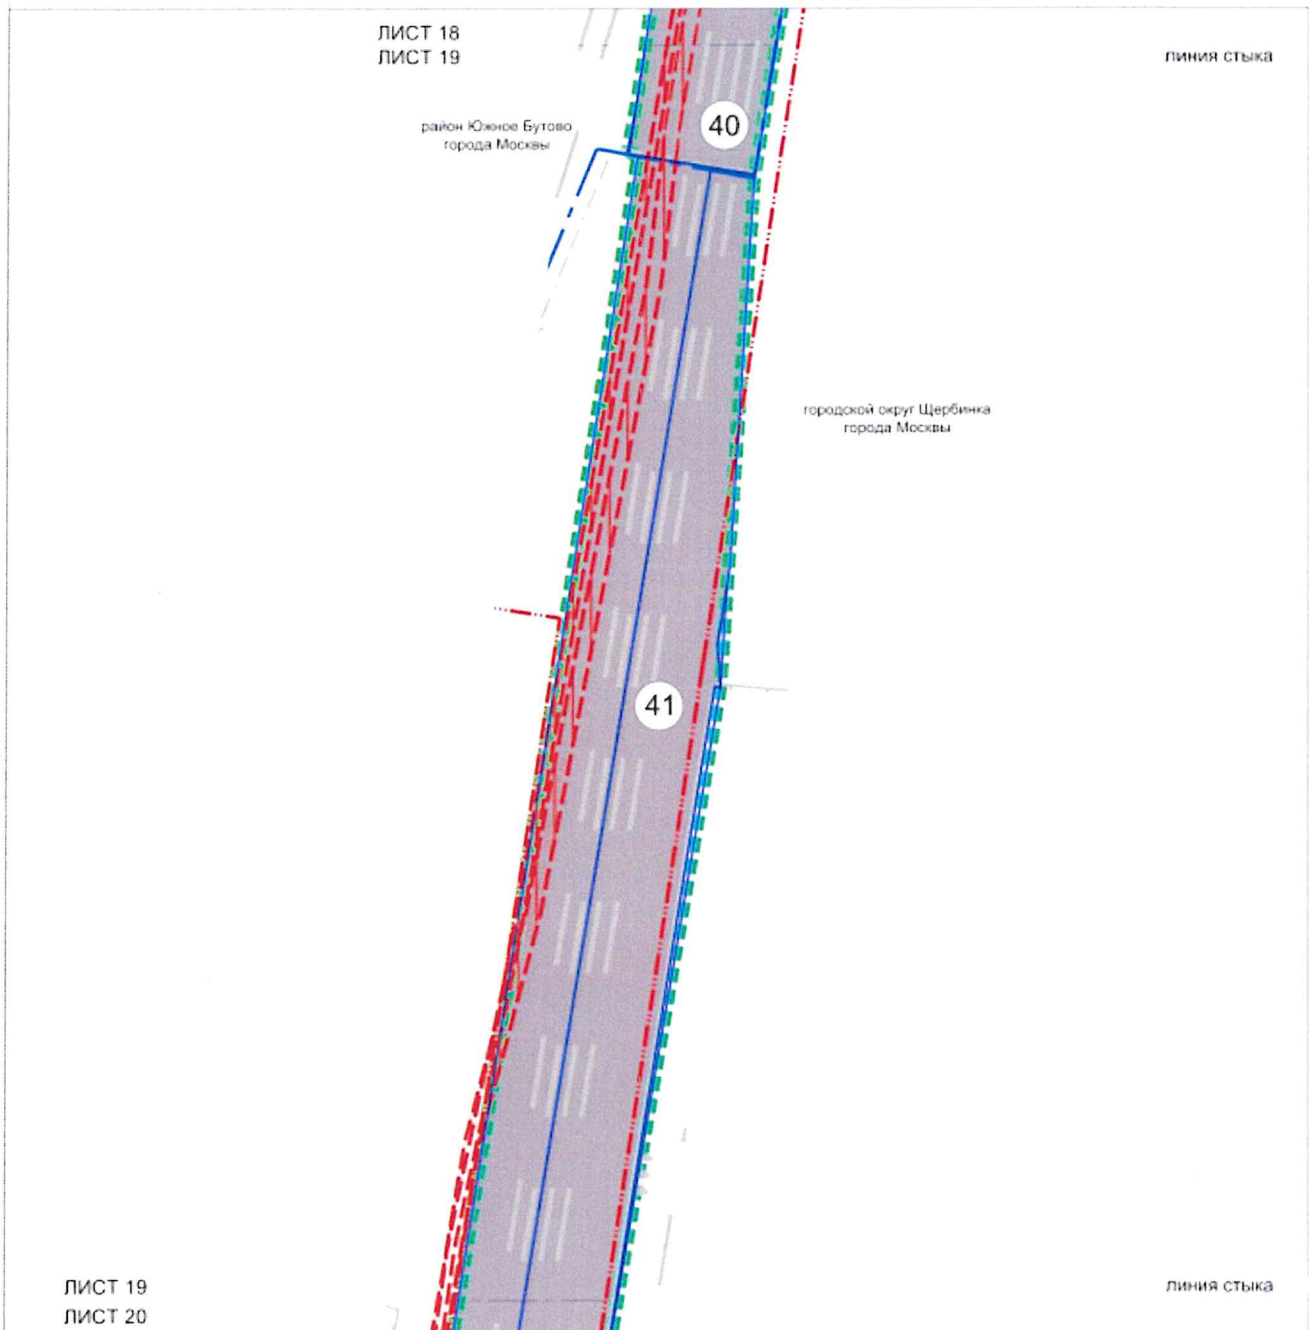 ЛИСТ 18
ЛИСТ 19
линия стыка
40
район Южное Бутово
города Москвы
городской округ Щербинка
города Москвы
41
ЛИСТ 19
ЛИСТ 20
линия стыка